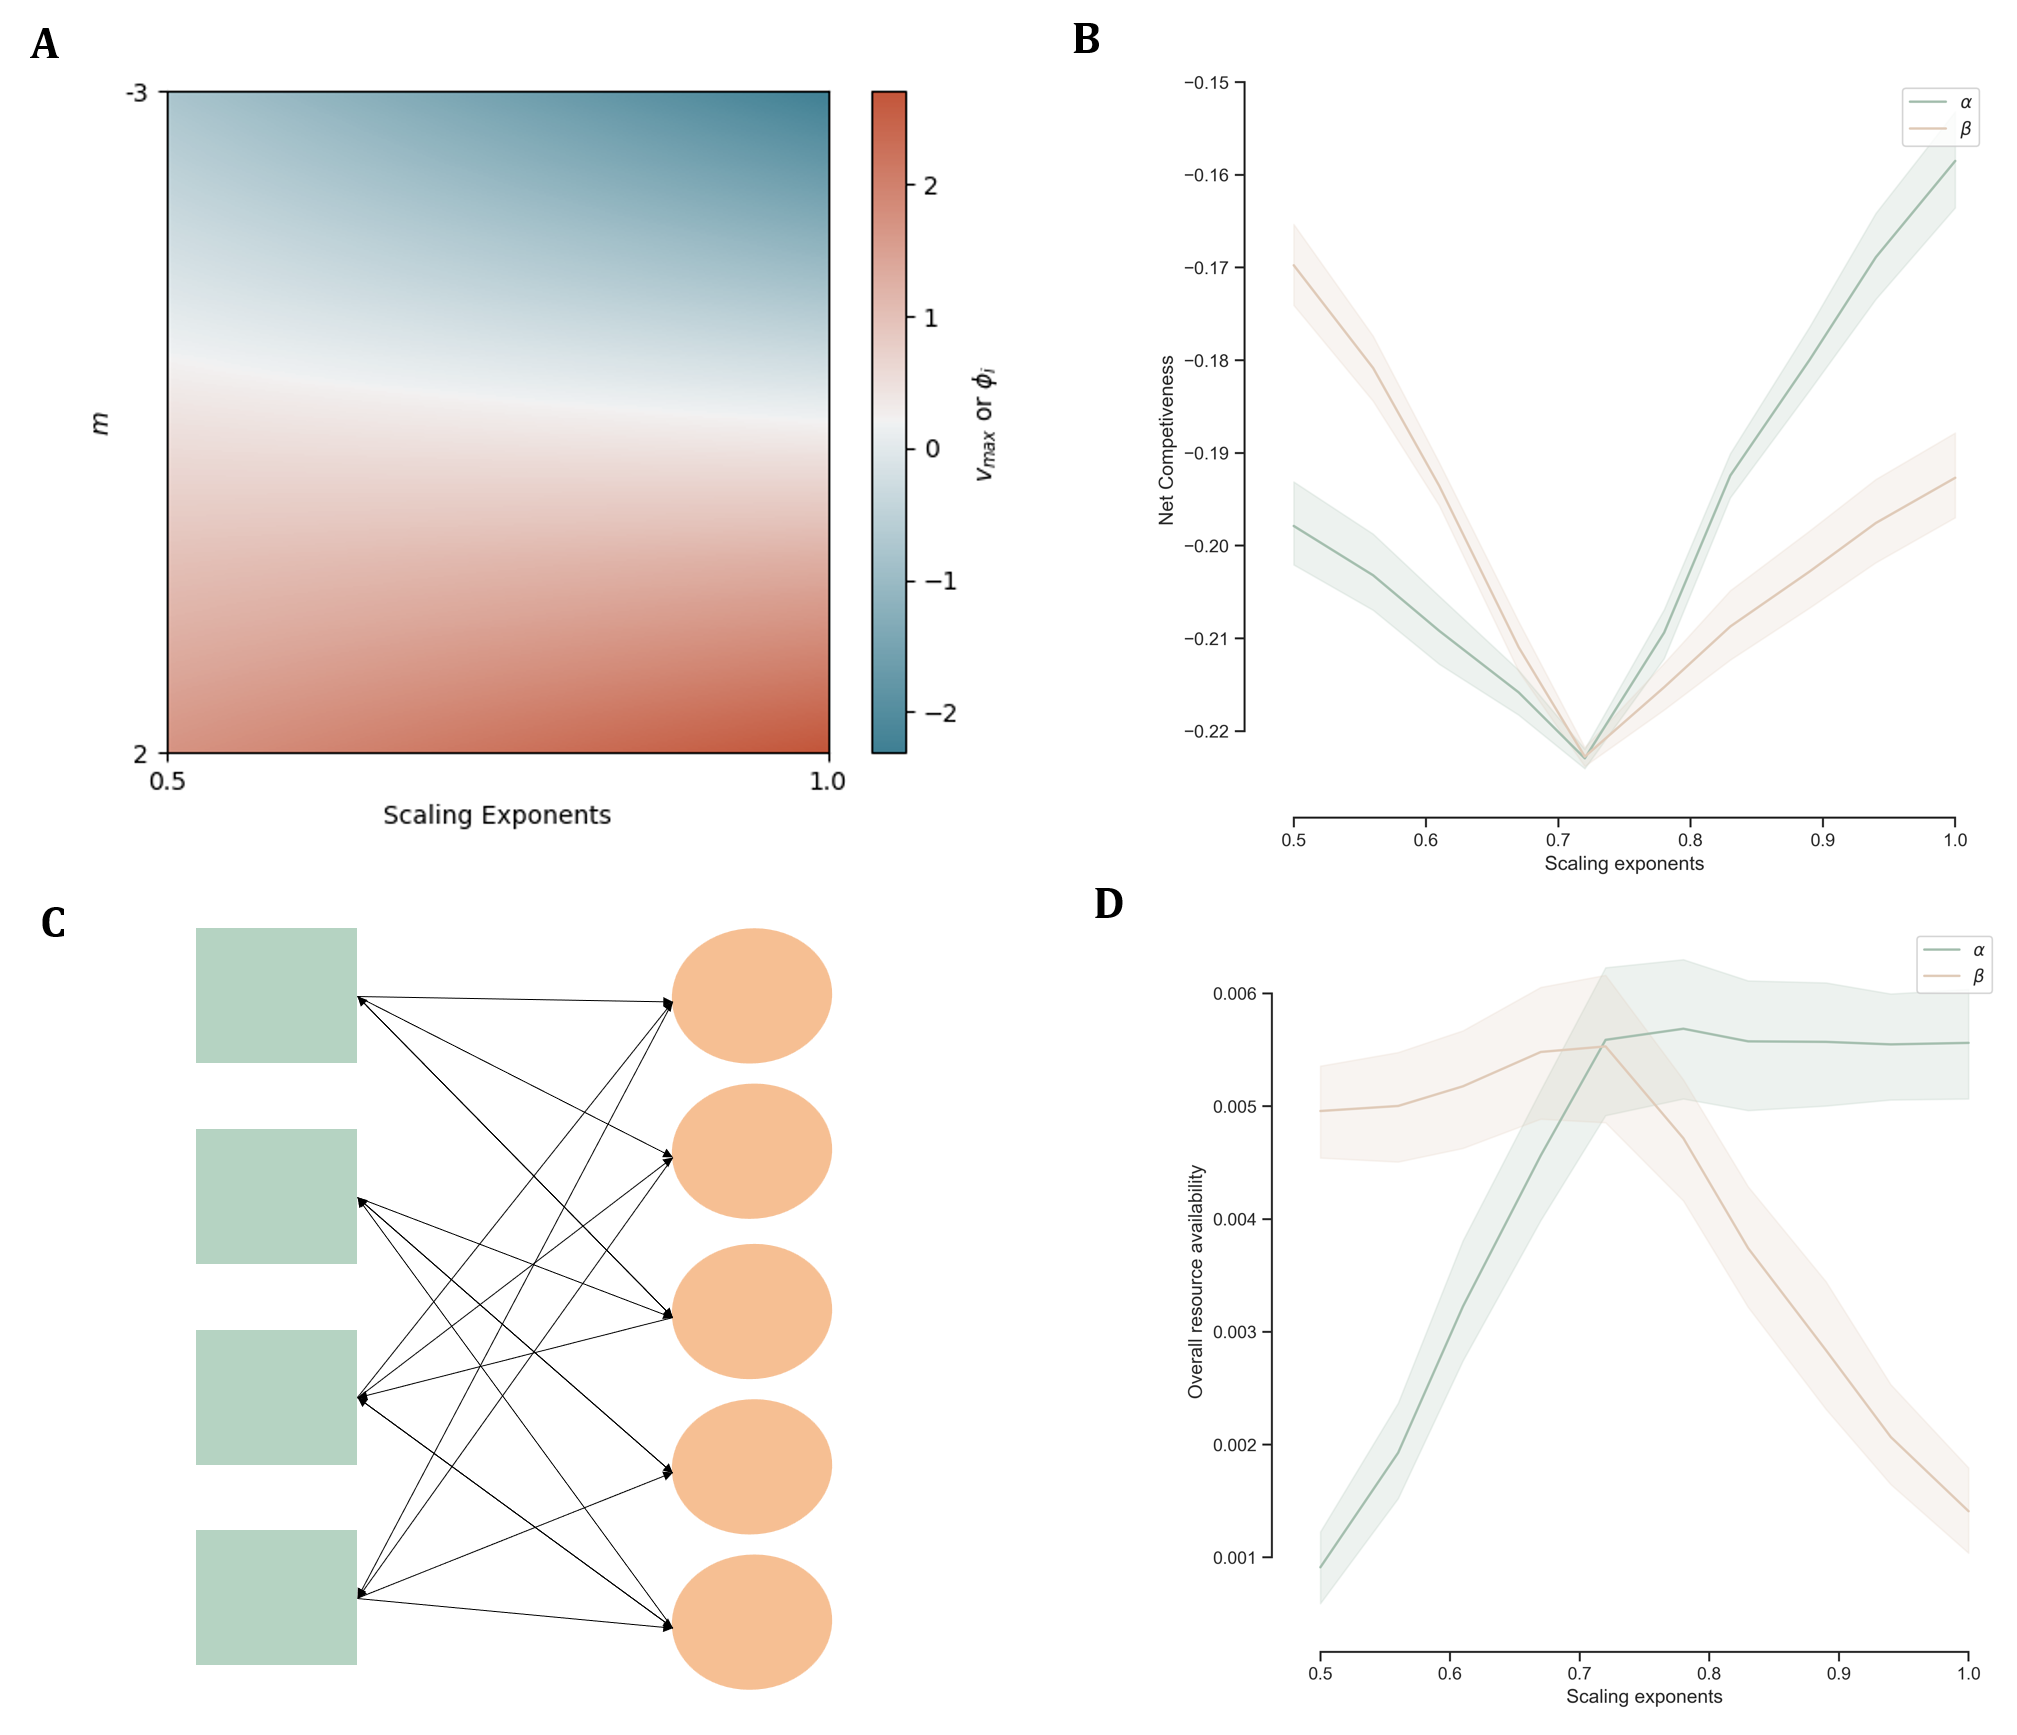 A
-3
m
2
0.5
1.0
Scaling Exponents
2
1
0
−1
−2
v_max or ϕ_i
B
−0.15
−0.16
−0.17
−0.18
−0.19
−0.20
−0.21
−0.22
Net Competiveness
α
β
0.5 0.6 0.7 0.8 0.9 1.0
Scaling exponents
C
D
0.006
0.005
0.004
0.003
0.002
0.001
Overall resource availability
α
β
0.5 0.6 0.7 0.8 0.9 1.0
Scaling exponents